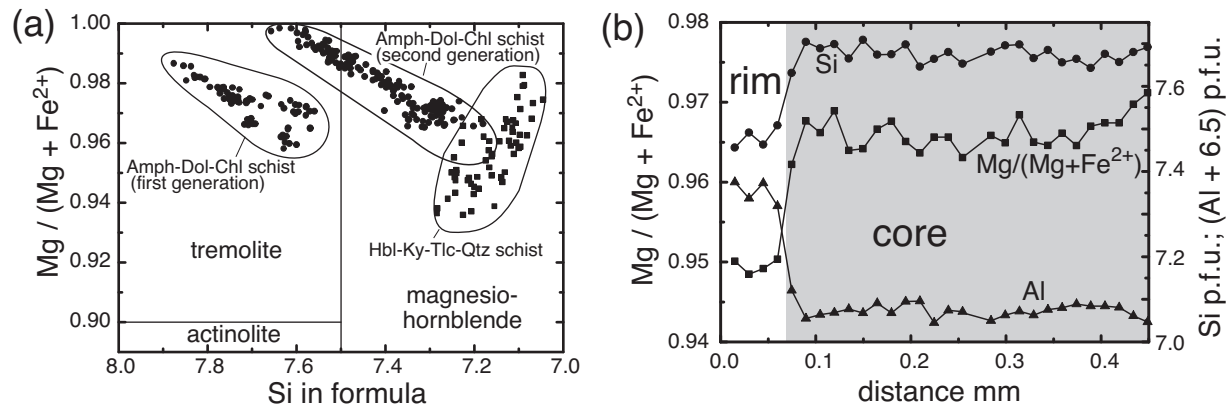 (a)
Mg / (Mg + Fe²⁺)
1.00
0.98
0.96
0.94
0.92
0.90
Amph-Dol-Chl schist
(second generation)
Amph-Dol-Chl schist
(first generation)
Hbl-Ky-Tlc-Qtz schist
tremolite
magnesio-
hornblende
actinolite
8.0 7.8 7.6 7.4 7.2 7.0
Si in formula
(b)
Mg / (Mg + Fe²⁺)
0.98
0.97
0.96
0.95
0.94
rim
Si
Mg/(Mg+Fe²⁺)
core
Al
7.6
7.4
7.2
7.0
Si p.f.u.; (Al + 6.5) p.f.u.
0.0 0.1 0.2 0.3 0.4
distance mm